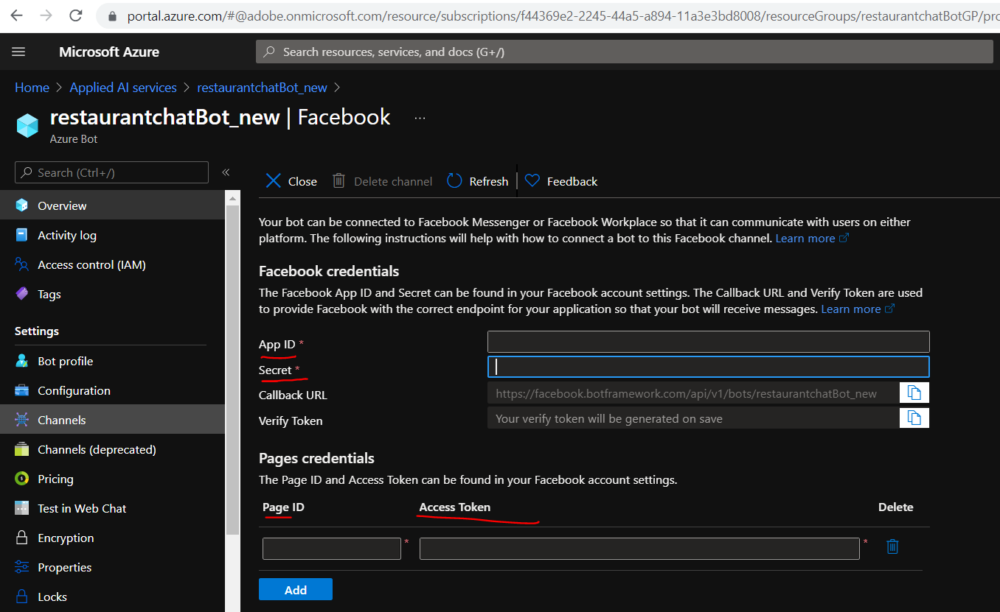 portal.azure.com/#@adobe.onmicrosoft.com/resource/subscriptions/f44369e2-2245-44a5-a894-11a3e3bd8008/resourceGroups/restaurantchatBotGP/pro
Microsoft Azure
Search resources, services, and docs (G+/)
Home > Applied AI services > restaurantchatBot_new >
restaurantchatBot_new | Facebook ...
Azure Bot
Search (Ctrl+/) «
Overview
Activity log
Access control (IAM)
Tags
Settings
Bot profile
Configuration
Channels
Channels (deprecated)
Pricing
Test in Web Chat
Encryption
Properties
Locks
Close Delete channel Refresh Feedback
Your bot can be connected to Facebook Messenger or Facebook Workplace so that it can communicate with users on either
platform. The following instructions will help with how to connect a bot to this Facebook channel. Learn more
Facebook credentials
The Facebook App ID and Secret can be found in your Facebook account settings. The Callback URL and Verify Token are used
to provide Facebook with the correct endpoint for your application so that your bot will receive messages. Learn more
App ID *
Secret *
Callback URL https://facebook.botframework.com/api/v1/bots/restaurantchatBot_new
Verify Token Your verify token will be generated on save
Pages credentials
The Page ID and Access Token can be found in your Facebook account settings.
Page ID Access Token Delete
* *
Add